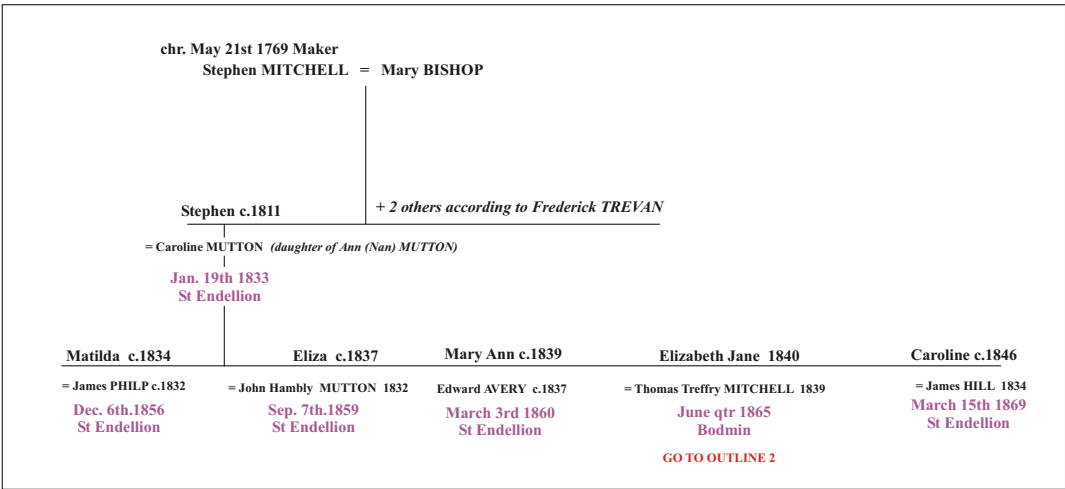 chr. May 21st 1769 Maker
Stephen MITCHELL = Mary BISHOP
Stephen c.1811
+ 2 others according to Frederick TREVAN
= Caroline MUTTON (daughter of Ann (Nan) MUTTON)
Jan. 19th 1833
St Endellion
Matilda c.1834
Eliza c.1837
Mary Ann c.1839
Elizabeth Jane 1840
Caroline c.1846
= James PHILP c.1832
= John Hambly MUTTON 1832
Edward AVERY c.1837
= Thomas Treffry MITCHELL 1839
= James HILL 1834
Dec. 6th.1856
St Endellion
Sep. 7th.1859
St Endellion
March 3rd 1860
St Endellion
June qtr 1865
Bodmin
March 15th 1869
St Endellion
GO TO OUTLINE 2